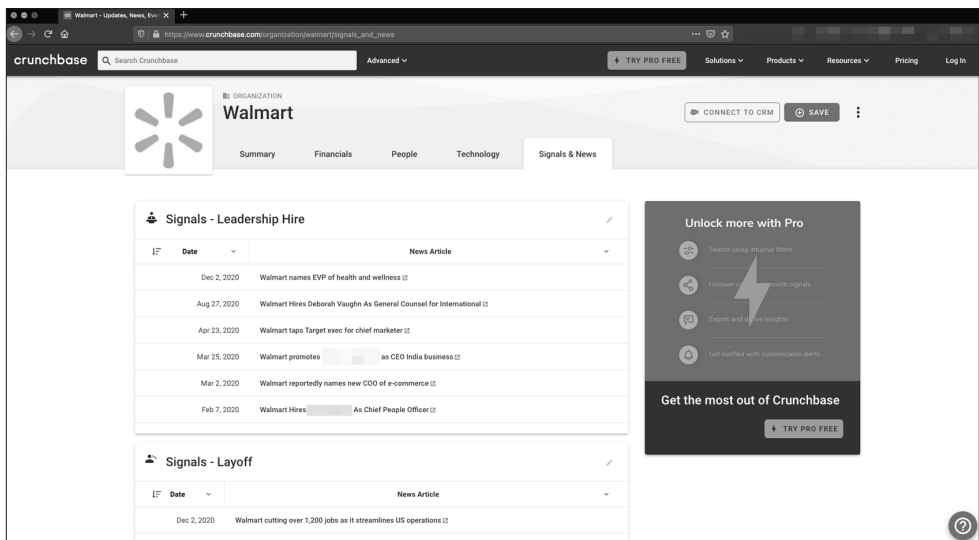 Walmart - Updates, News, Eve
https://www.crunchbase.com/organization/walmart/signals_and_news
crunchbase Search Crunchbase Advanced TRY PRO FREE Solutions Products Resources Pricing Log In
ORGANIZATION
Walmart
CONNECT TO CRM SAVE
Summary Financials People Technology Signals & News
Signals - Leadership Hire
Date News Article
Dec 2, 2020 Walmart names EVP of health and wellness
Aug 27, 2020 Walmart Hires Deborah Vaughn As General Counsel for International
Apr 23, 2020 Walmart taps Target exec for chief marketer
Mar 25, 2020 Walmart promotes as CEO India business
Mar 2, 2020 Walmart reportedly names new COO of e-commerce
Feb 7, 2020 Walmart Hires As Chief People Officer
Unlock more with Pro
Search using intuitive filters
Uncover growth signals
Export and derive insights
Get notified with customizable alerts
Get the most out of Crunchbase
TRY PRO FREE
Signals - Layoff
Date News Article
Dec 2, 2020 Walmart cutting over 1,200 jobs as it streamlines US operations